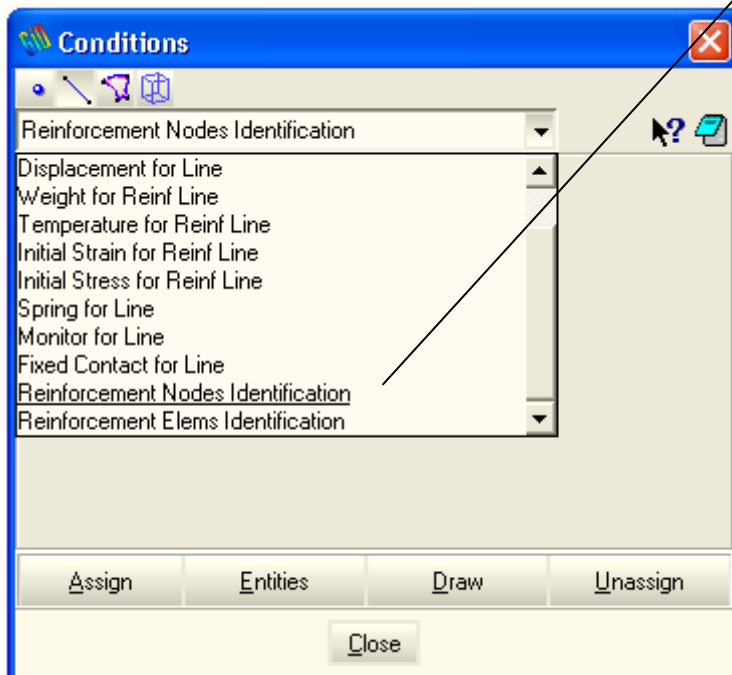 Conditions
Reinforcement Nodes Identification
Displacement for Line
Weight for Reinf Line
Temperature for Reinf Line
Initial Strain for Reinf Line
Initial Stress for Reinf Line
Spring for Line
Monitor for Line
Fixed Contact for Line
Reinforcement Nodes Identification
Reinforcement Elems Identification
Assign Entities Draw Unassign
Close